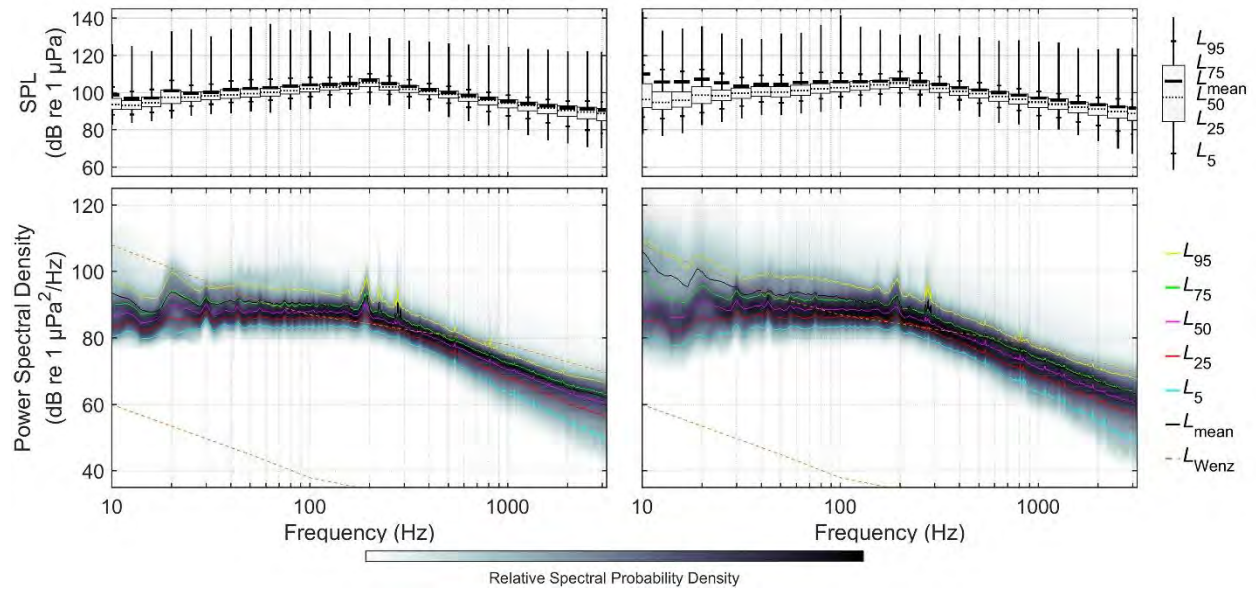 140
120
100
80
60
SPL
(dB re 1 µPa)
L95
L75
Lmean
L50
L25
L5
120
100
80
60
40
Power Spectral Density
(dB re 1 µPa²/Hz)
10 100 1000
Frequency (Hz)
10 100 1000
Frequency (Hz)
L95
L75
L50
L25
L5
Lmean
LWenz
Relative Spectral Probability Density